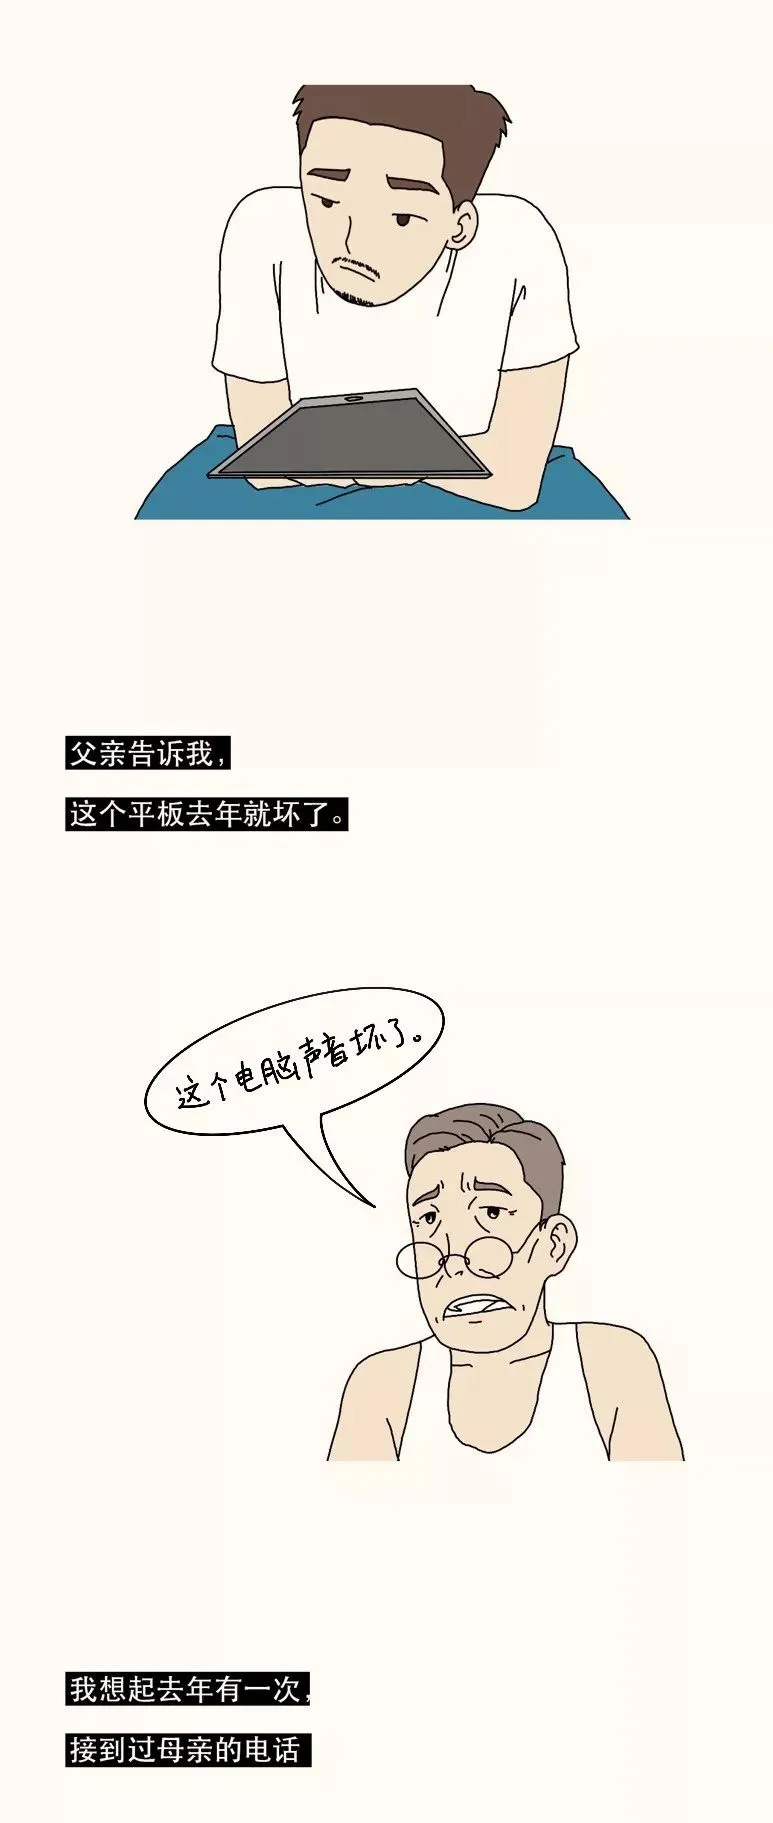 父亲告诉我，
这个平板去年就坏了。
这个电脑声音坏了。
我想起去年有一次，
接到过母亲的电话